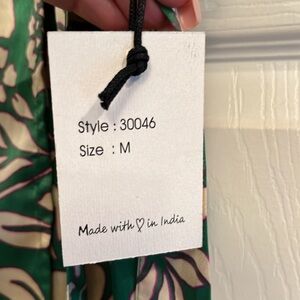 Style : 30046
Size : M
Made with ♡ in India